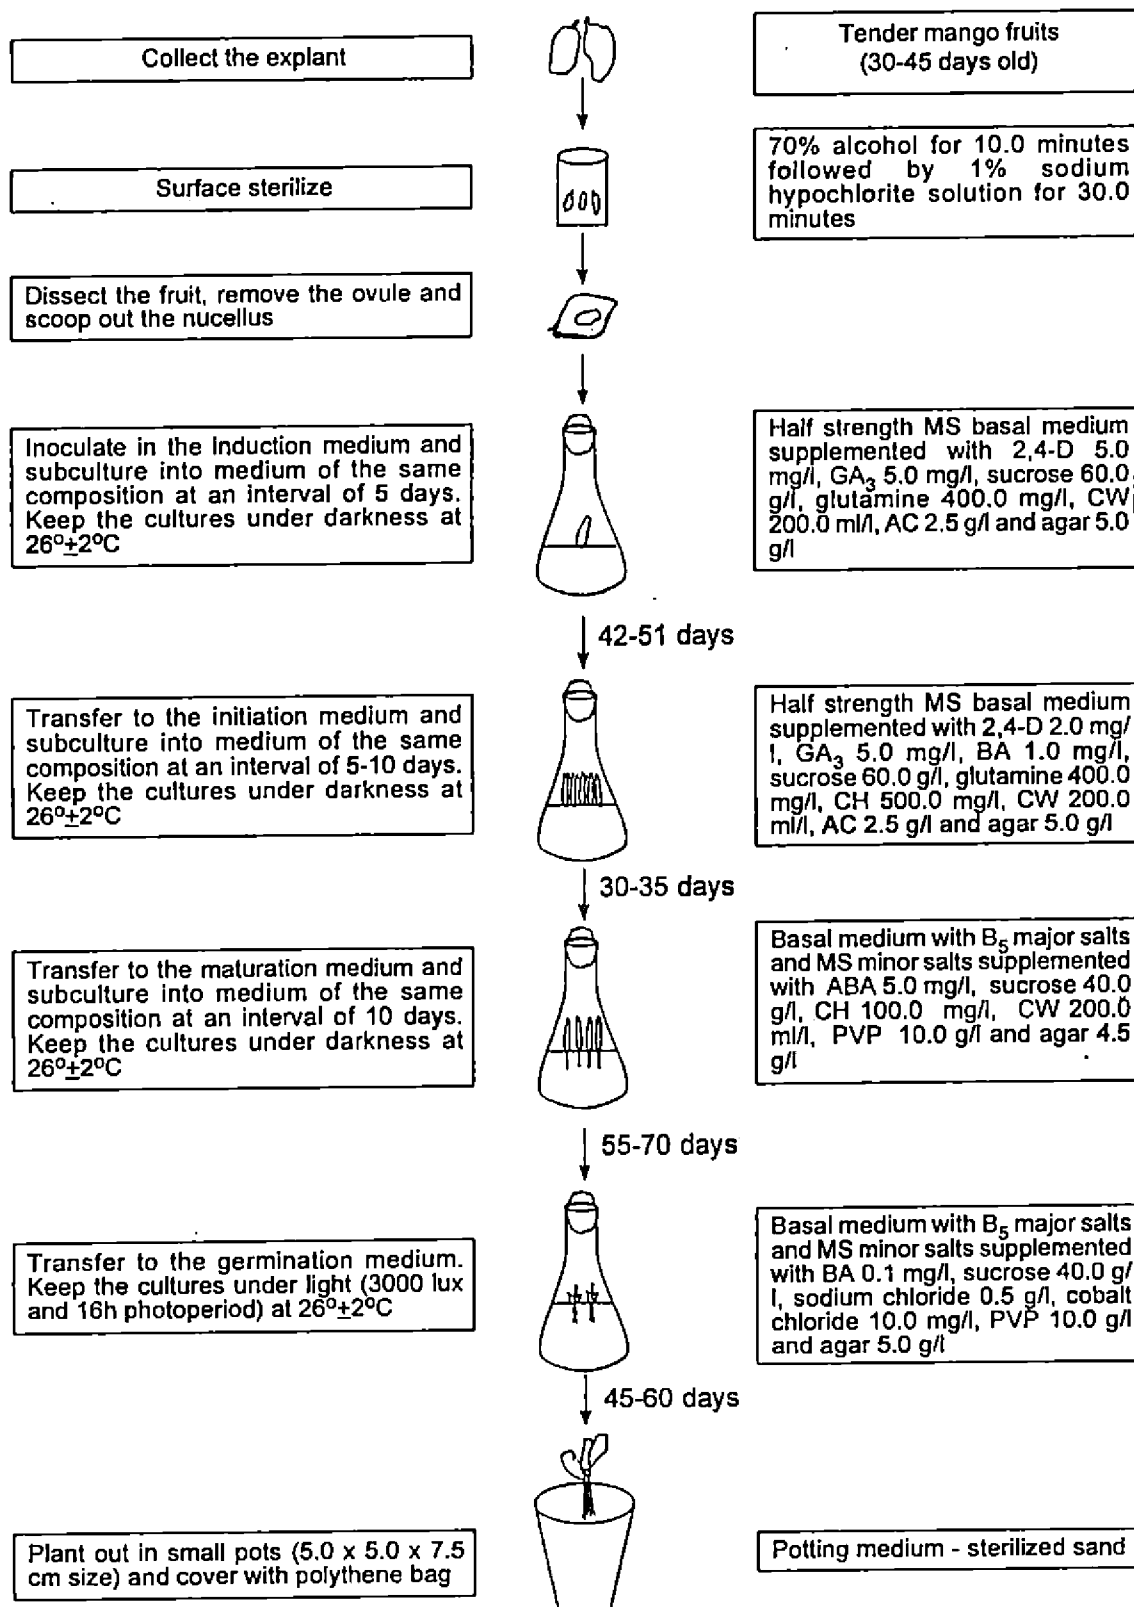 Collect the explant
Tender mango fruits
(30-45 days old)
Surface sterilize
70% alcohol for 10.0 minutes
followed by 1% sodium
hypochlorite solution for 30.0
minutes
Dissect the fruit, remove the ovule and
scoop out the nucellus
Inoculate in the Induction medium and
subculture into medium of the same
composition at an interval of 5 days.
Keep the cultures under darkness at
26°±2°C
Half strength MS basal medium
supplemented with 2,4-D 5.0
mg/l, GA₃ 5.0 mg/l, sucrose 60.0
g/l, glutamine 400.0 mg/l, CW
200.0 ml/l, AC 2.5 g/l and agar 5.0
g/l
42-51 days
Transfer to the initiation medium and
subculture into medium of the same
composition at an interval of 5-10 days.
Keep the cultures under darkness at
26°±2°C
Half strength MS basal medium
supplemented with 2,4-D 2.0 mg/
l, GA₃ 5.0 mg/l, BA 1.0 mg/l,
sucrose 60.0 g/l, glutamine 400.0
mg/l, CH 500.0 mg/l, CW 200.0
ml/l, AC 2.5 g/l and agar 5.0 g/l
30-35 days
Transfer to the maturation medium and
subculture into medium of the same
composition at an interval of 10 days.
Keep the cultures under darkness at
26°±2°C
Basal medium with B₅ major salts
and MS minor salts supplemented
with ABA 5.0 mg/l, sucrose 40.0
g/l, CH 100.0 mg/l, CW 200.0
ml/l, PVP 10.0 g/l and agar 4.5
g/l
55-70 days
Transfer to the germination medium.
Keep the cultures under light (3000 lux
and 16h photoperiod) at 26°±2°C
Basal medium with B₅ major salts
and MS minor salts supplemented
with BA 0.1 mg/l, sucrose 40.0 g/
l, sodium chloride 0.5 g/l, cobalt
chloride 10.0 mg/l, PVP 10.0 g/l
and agar 5.0 g/l
45-60 days
Plant out in small pots (5.0 x 5.0 x 7.5
cm size) and cover with polythene bag
Potting medium - sterilized sand